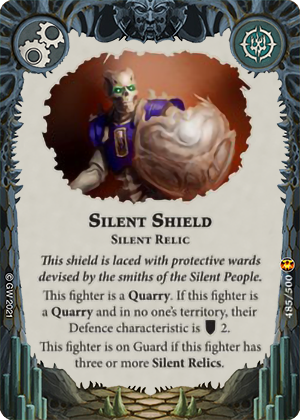 Silent Shield
Silent Relic
This shield is laced with protective wards
devised by the smiths of the Silent People.
This fighter is a Quarry. If this fighter is
a Quarry and in no one's territory, their
Defence characteristic is 2.
This fighter is on Guard if this fighter has
three or more Silent Relics.
© GW 2021
485/500